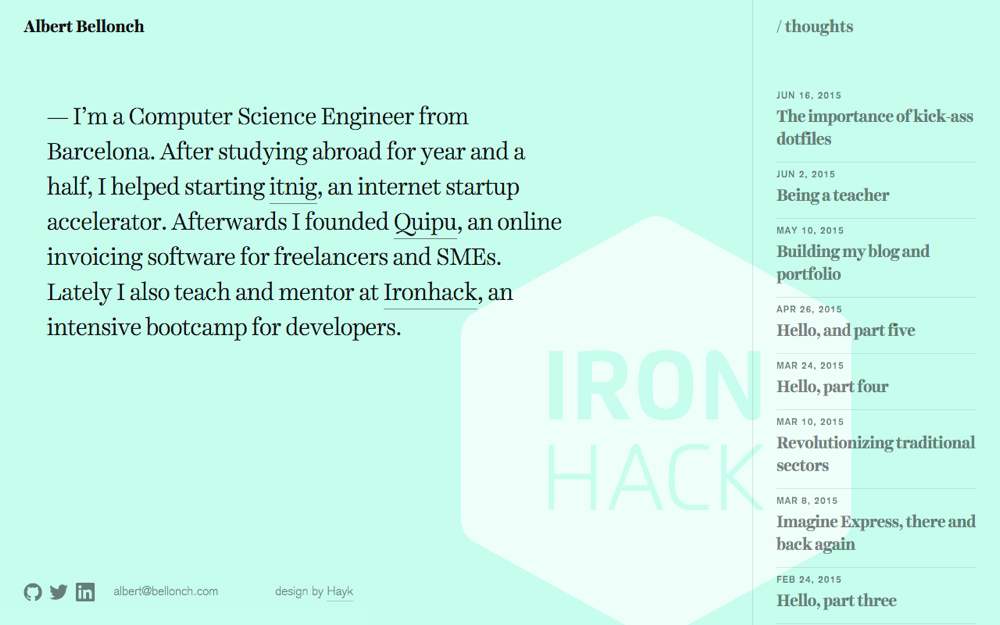 Albert Bellonch
— I’m a Computer Science Engineer from
Barcelona. After studying abroad for year and a
half, I helped starting itnig, an internet startup
accelerator. Afterwards I founded Quipu, an online
invoicing software for freelancers and SMEs.
Lately I also teach and mentor at Ironhack, an
intensive bootcamp for developers.
IRON
HACK
in
albert@bellonch.com
design by Hayk
/ thoughts
JUN 16, 2015
The importance of kick-ass
dotfiles
JUN 2, 2015
Being a teacher
MAY 10, 2015
Building my blog and
portfolio
APR 26, 2015
Hello, and part five
MAR 24, 2015
Hello, part four
MAR 10, 2015
Revolutionizing traditional
sectors
MAR 8, 2015
Imagine Express, there and
back again
FEB 24, 2015
Hello, part three